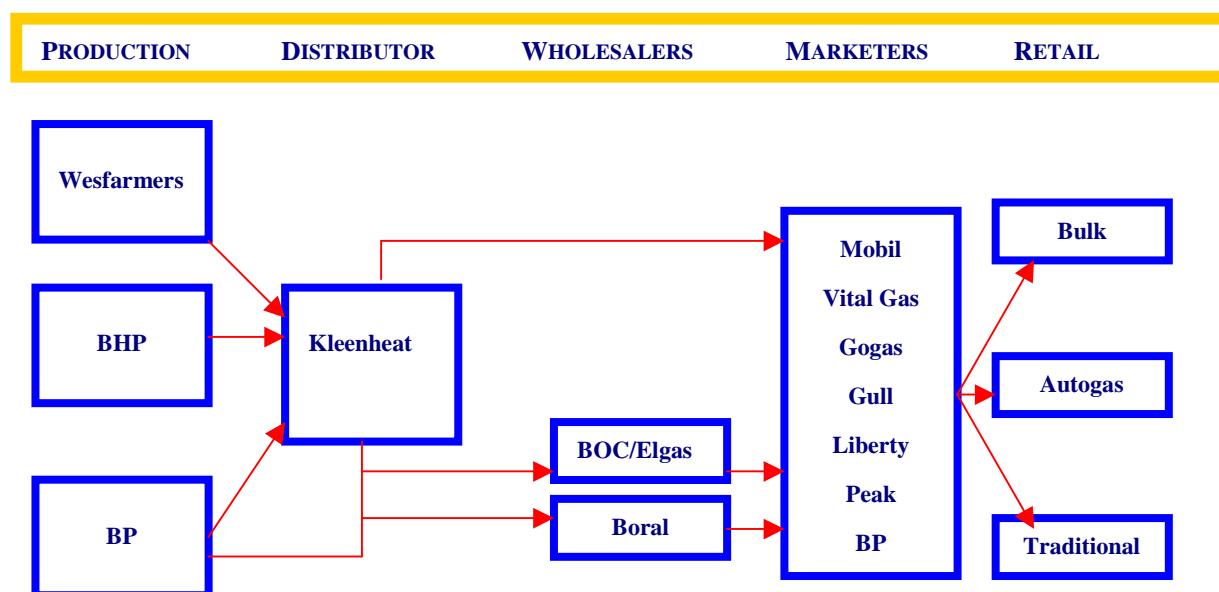 PRODUCTION DISTRIBUTOR WHOLESALERS MARKETERS RETAIL
Wesfarmers
BHP
BP
Kleenheat
BOC/Elgas
Boral
Mobil
Vital Gas
Gogas
Gull
Liberty
Peak
BP
Bulk
Autogas
Traditional